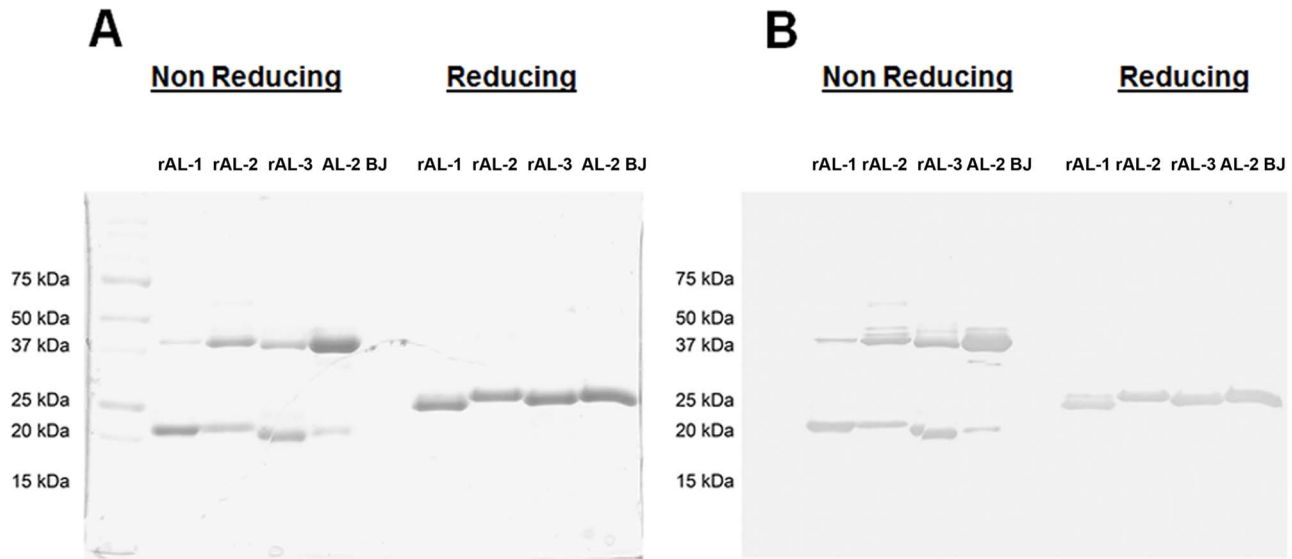 A
Non Reducing Reducing
rAL-1 rAL-2 rAL-3 AL-2 BJ rAL-1 rAL-2 rAL-3 AL-2 BJ
75 kDa
50 kDa
37 kDa
25 kDa
20 kDa
15 kDa
B
Non Reducing Reducing
rAL-1 rAL-2 rAL-3 AL-2 BJ rAL-1 rAL-2 rAL-3 AL-2 BJ
75 kDa
50 kDa
37 kDa
25 kDa
20 kDa
15 kDa